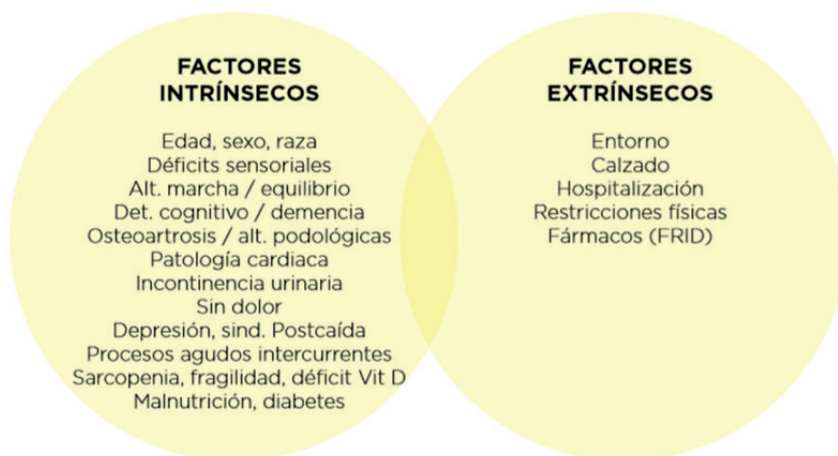 FACTORES
INTRÍNSECOS
Edad, sexo, raza
Déficits sensoriales
Alt. marcha / equilibrio
Det. cognitivo / demencia
Osteoartrosis / alt. podológicas
Patología cardiaca
Incontinencia urinaria
Sin dolor
Depresión, sind. Postcaída
Procesos agudos intercurrentes
Sarcopenia, fragilidad, déficit Vit D
Malnutrición, diabetes
FACTORES
EXTRÍNSECOS
Entorno
Calzado
Hospitalización
Restricciones físicas
Fármacos (FRID)